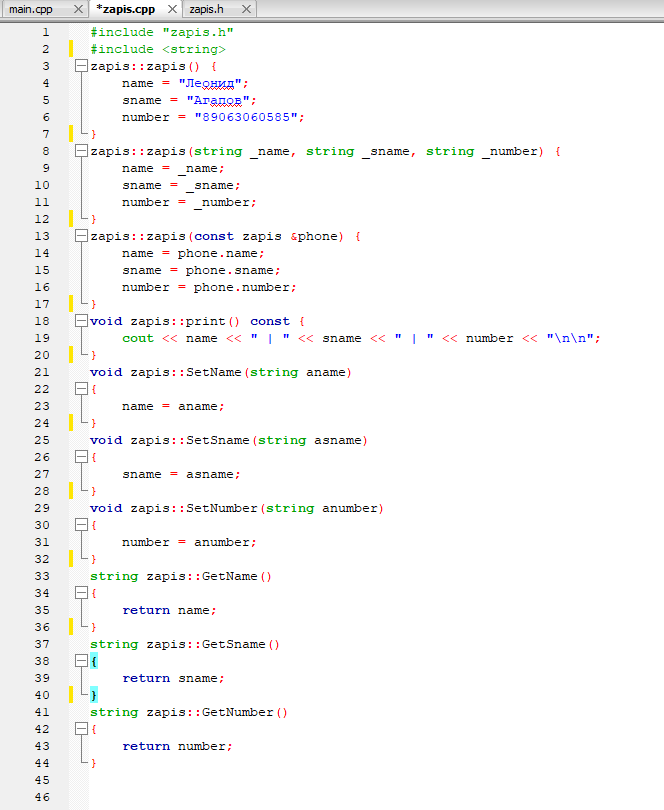 main.cpp *zapis.cpp zapis.h
1 #include "zapis.h"
2 #include <string>
3 zapis::zapis() {
4 name = "Леонид";
5 sname = "Агапов";
6 number = "89063060585";
7 }
8 zapis::zapis(string _name, string _sname, string _number) {
9 name = _name;
10 sname = _sname;
11 number = _number;
12 }
13 zapis::zapis(const zapis &phone) {
14 name = phone.name;
15 sname = phone.sname;
16 number = phone.number;
17 }
18 void zapis::print() const {
19 cout << name << " | " << sname << " | " << number << "\n\n";
20 }
21 void zapis::SetName(string aname)
22 {
23 name = aname;
24 }
25 void zapis::SetSname(string asname)
26 {
27 sname = asname;
28 }
29 void zapis::SetNumber(string anumber)
30 {
31 number = anumber;
32 }
33 string zapis::GetName()
34 {
35 return name;
36 }
37 string zapis::GetSname()
38 {
39 return sname;
40 }
41 string zapis::GetNumber()
42 {
43 return number;
44 }
45
46